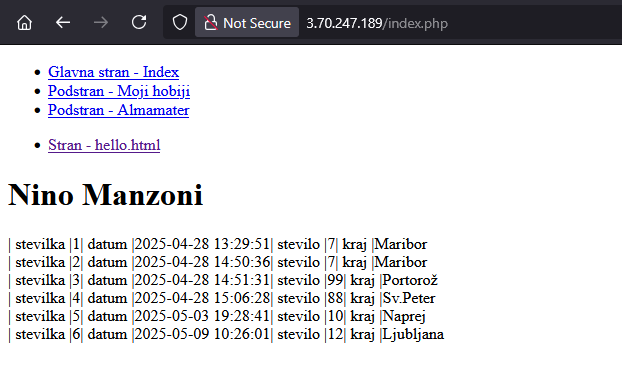 Not Secure 3.70.247.189/index.php
Glavna stran - Index
Podstran - Moji hobiji
Podstran - Almamater
Stran - hello.html
Nino Manzoni
| stevilka |1| datum |2025-04-28 13:29:51| stevilo |7| kraj |Maribor
| stevilka |2| datum |2025-04-28 14:50:36| stevilo |7| kraj |Maribor
| stevilka |3| datum |2025-04-28 14:51:31| stevilo |99| kraj |Portorož
| stevilka |4| datum |2025-04-28 15:06:28| stevilo |88| kraj |Sv.Peter
| stevilka |5| datum |2025-05-03 19:28:41| stevilo |10| kraj |Naprej
| stevilka |6| datum |2025-05-09 10:26:01| stevilo |12| kraj |Ljubljana